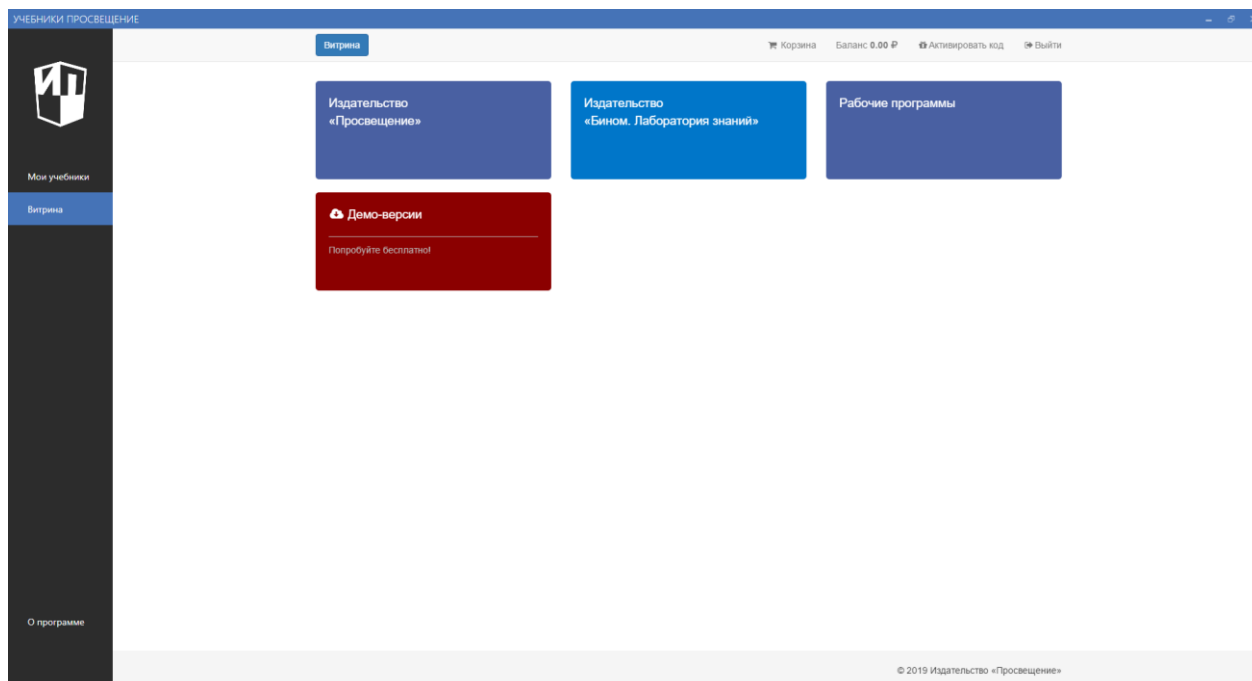 УЧЕБНИКИ ПРОСВЕЩЕНИЕ
ИП
Мои учебники
Витрина
О программе
Витрина
Корзина Баланс 0.00 ₽ Активировать код Выйти
Издательство
«Просвещение»
Издательство
«Бином. Лаборатория знаний»
Рабочие программы
Демо-версии
Попробуйте бесплатно!
© 2019 Издательство «Просвещение»